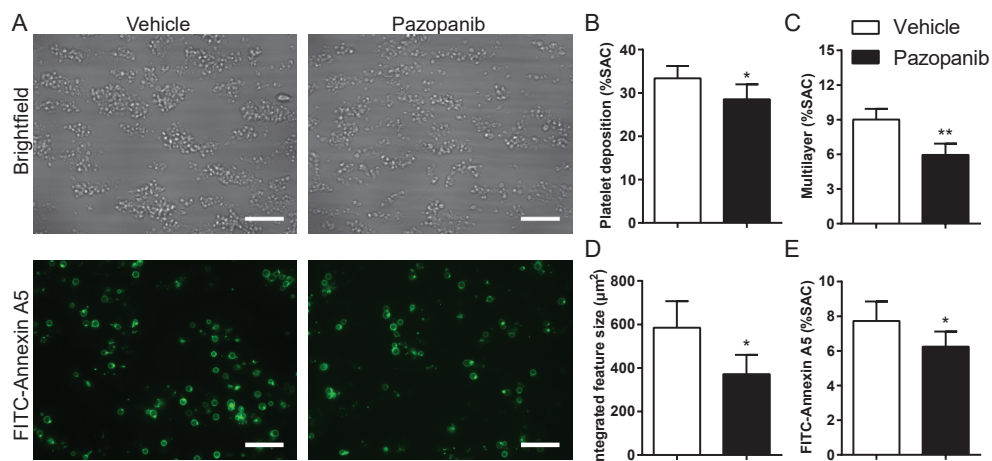 A
Vehicle
Pazopanib
Brightfield
FITC-Annexin A5
B
Platelet deposition (%SAC)
40
30
20
10
0
*
C
Vehicle
Pazopanib
Multilayer (%SAC)
15
12
9
6
3
0
**
D
Integrated feature size (µm²)
800
600
400
200
0
*
E
FITC-Annexin A5 (%SAC)
10
8
6
4
2
0
*